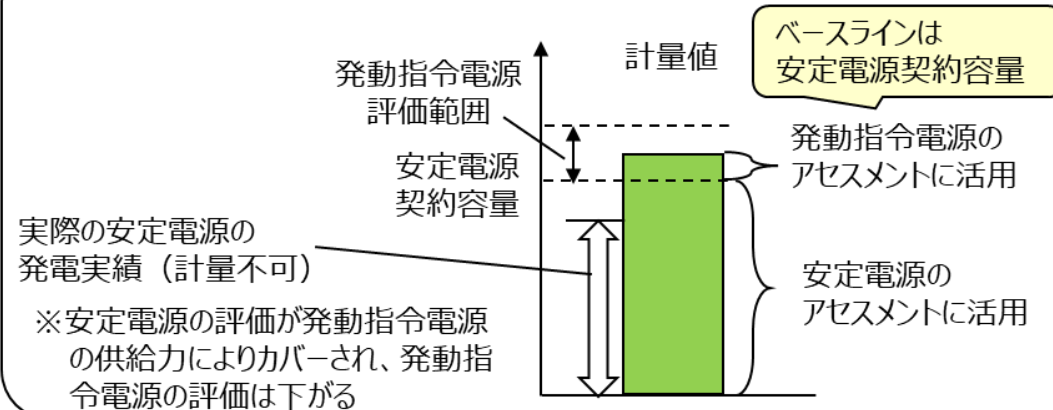 計量値
ベースラインは
安定電源契約容量
発動指令電源
評価範囲
安定電源
契約容量
発動指令電源の
アセスメントに活用
実際の安定電源の
発電実績（計量不可）
安定電源の
アセスメントに活用
※安定電源の評価が発動指令電源
の供給力によりカバーされ、発動指
令電源の評価は下がる